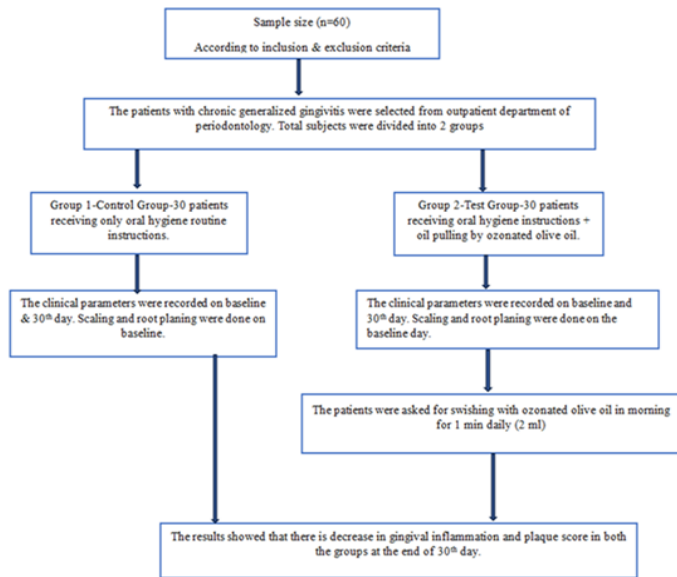 Sample size (n=60)
According to inclusion & exclusion criteria
The patients with chronic generalized gingivitis were selected from outpatient department of
periodontology. Total subjects were divided into 2 groups
Group 1-Control Group-30 patients
receiving only oral hygiene routine
instructions.
Group 2-Test Group-30 patients
receiving oral hygiene instructions +
oil pulling by ozonated olive oil.
The clinical parameters were recorded on baseline
& 30th day. Scaling and root planing were done on
baseline.
The clinical parameters were recorded on baseline and
30th day. Scaling and root planing were done on the
baseline day.
The patients were asked for swishing with ozonated olive oil in morning
for 1 min daily (2 ml)
The results showed that there is decrease in gingival inflammation and plaque score in both
the groups at the end of 30th day.